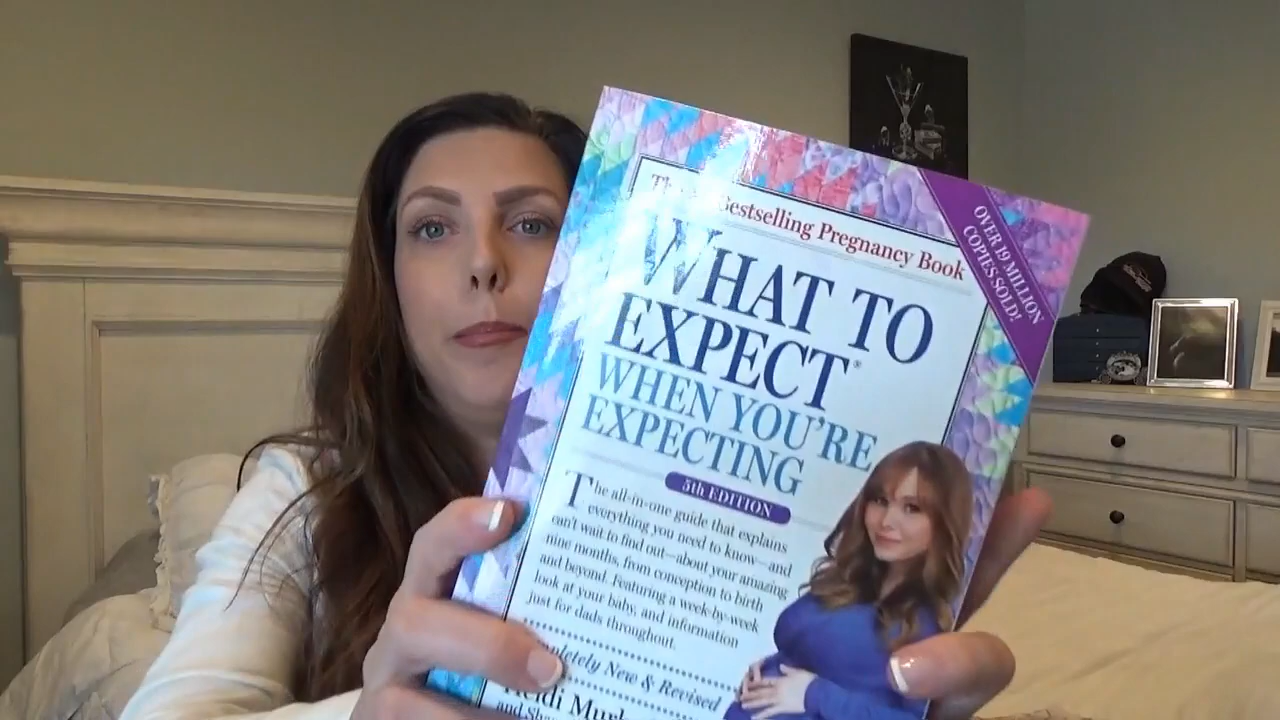 Bestselling Pregnancy Book
OVER 19 MILLION
COPIES SOLD!
WHAT TO
EXPECT®
WHEN YOU'RE
EXPECTING
5th EDITION
The all-in-one guide that explains
everything you need to know—and
can't wait to find out—about your amazing
nine months, from conception to birth
and beyond. Featuring a week-by-week
look at your baby, and information
just for dads throughout.
New & Revised
Heidi
and